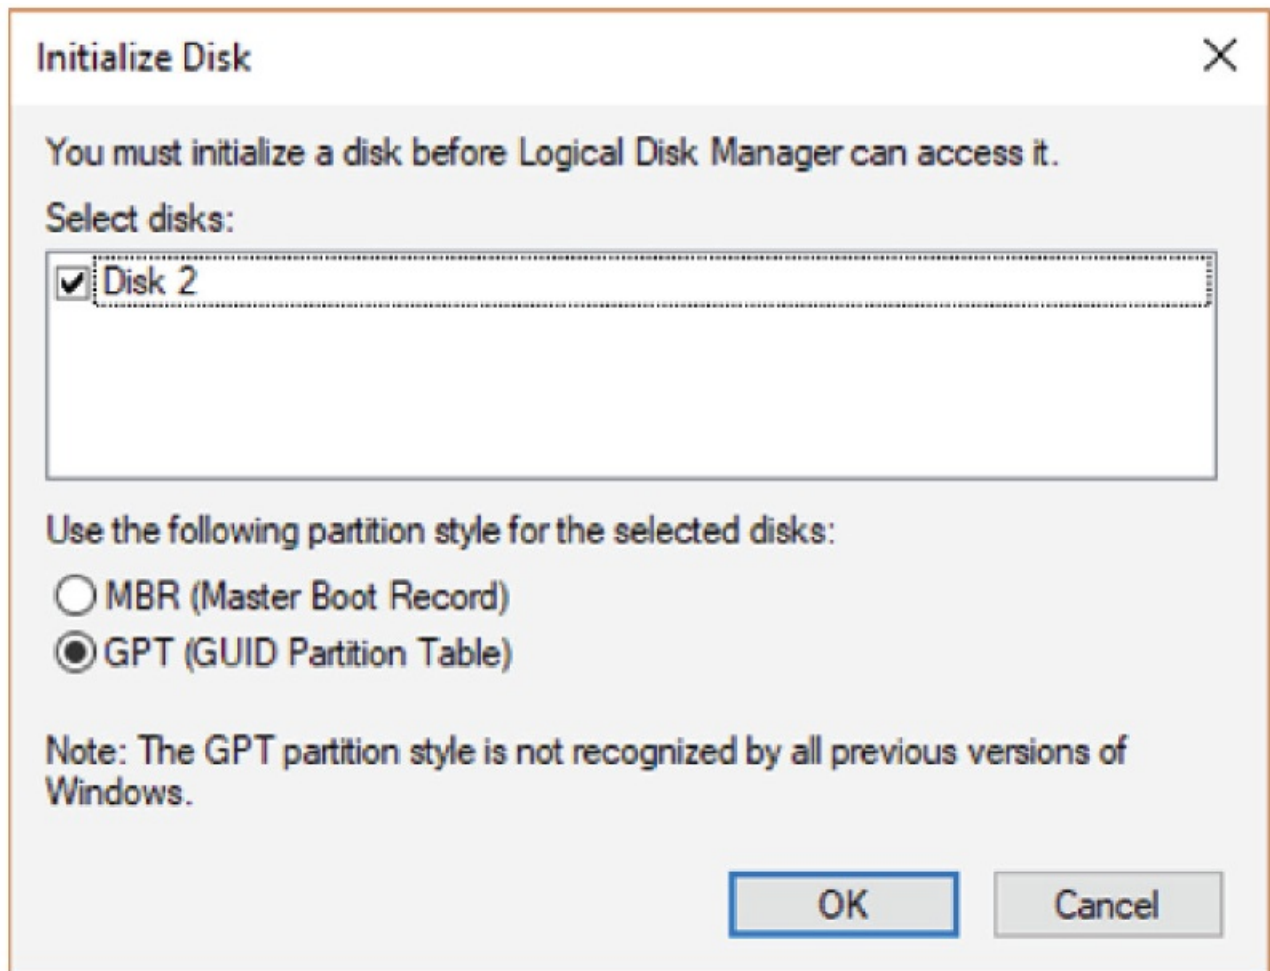 Initialize Disk
You must initialize a disk before Logical Disk Manager can access it.
Select disks:
Disk 2
Use the following partition style for the selected disks:
MBR (Master Boot Record)
GPT (GUID Partition Table)
Note: The GPT partition style is not recognized by all previous versions of
Windows.
OK Cancel